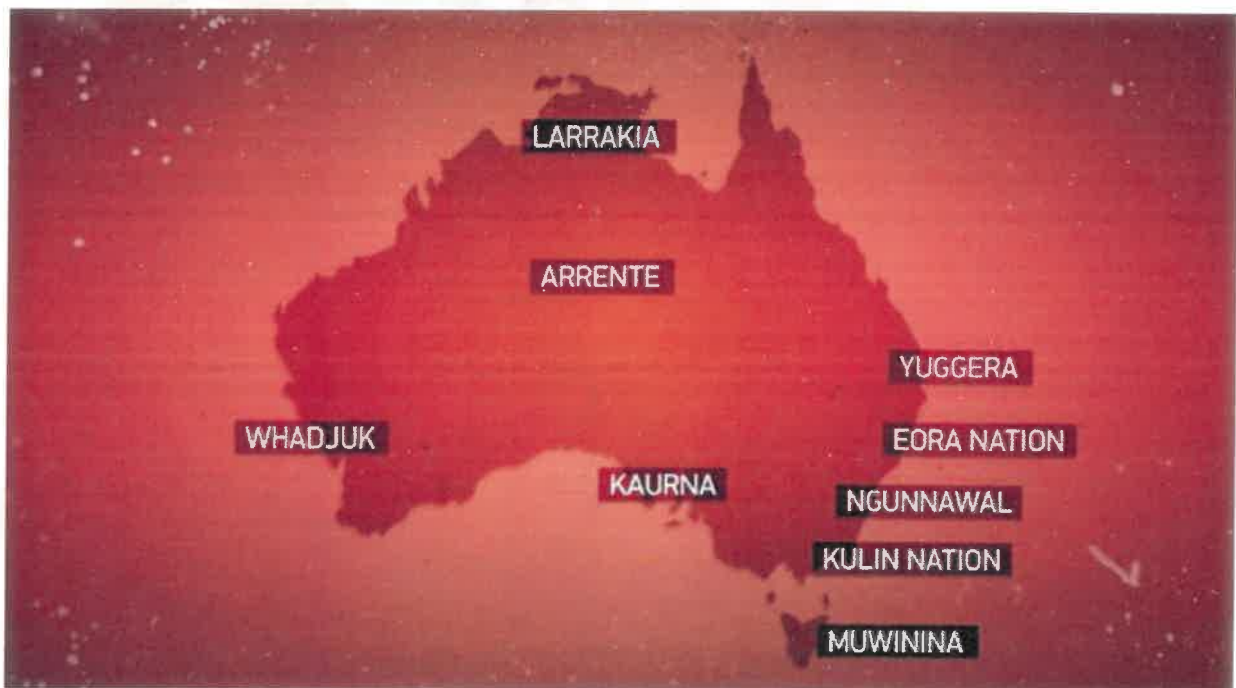 LARRAKIA
ARRENTE
YUGGERA
WHADJUK
EORA NATION
KAURNA
NGUNNAWAL
KULIN NATION
MUWININA